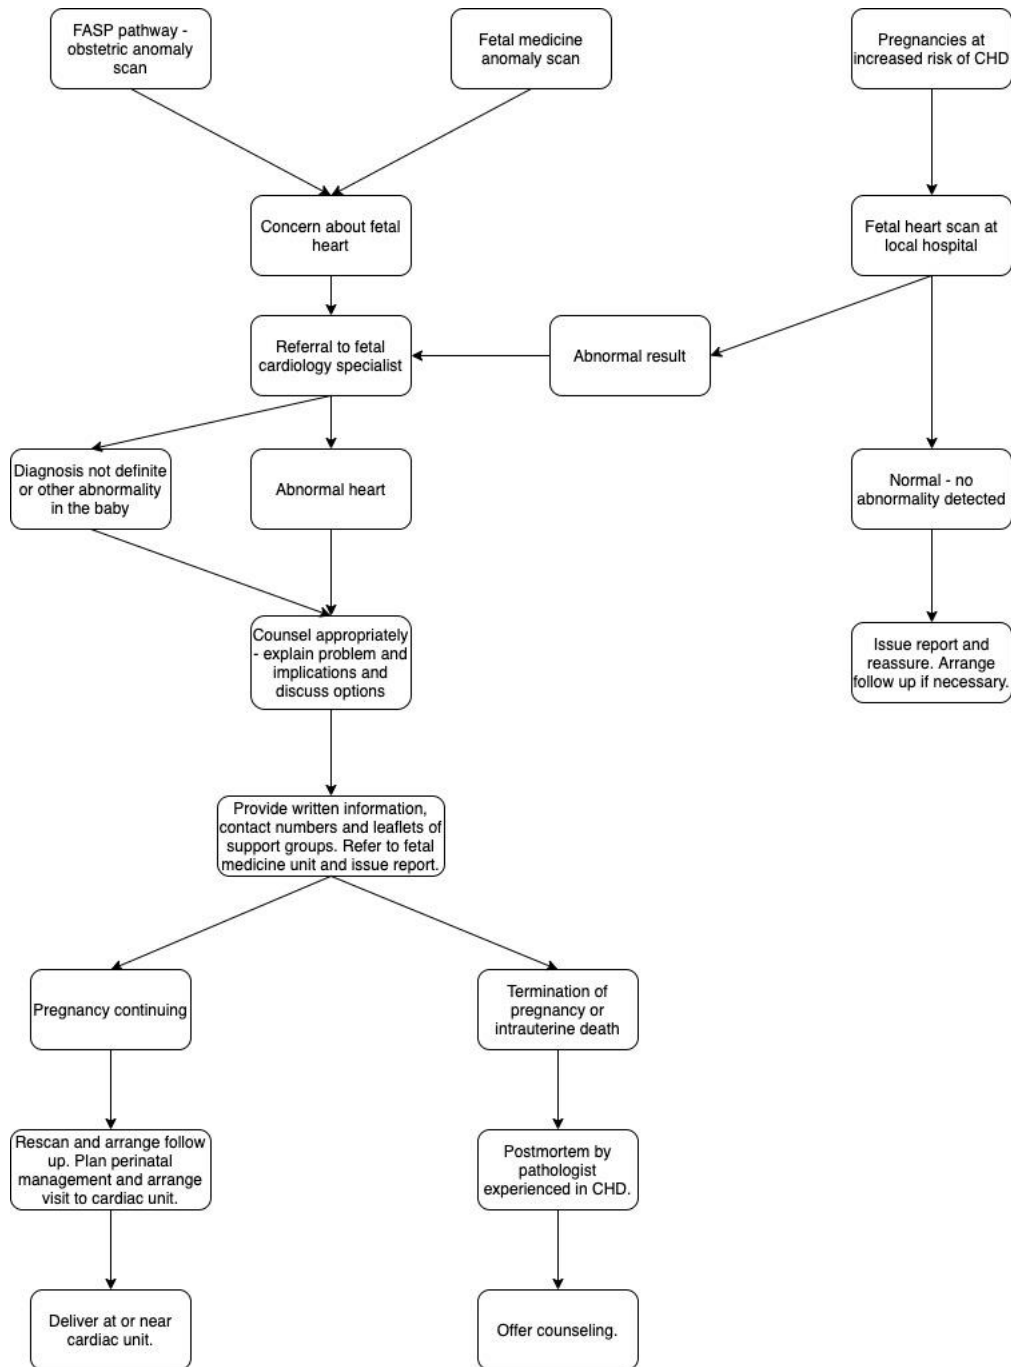 FASP pathway -
obstetric anomaly
scan
Fetal medicine
anomaly scan
Pregnancies at
increased risk of CHD
Concern about fetal
heart
Fetal heart scan at
local hospital
Referral to fetal
cardiology specialist
Abnormal result
Diagnosis not definite
or other abnormality
in the baby
Abnormal heart
Normal - no
abnormality detected
Counsel appropriately
- explain problem and
implications and
discuss options
Issue report and
reassure. Arrange
follow up if necessary.
Provide written information,
contact numbers and leaflets of
support groups. Refer to fetal
medicine unit and issue report.
Pregnancy continuing
Termination of
pregnancy or
intrauterine death
Rescan and arrange follow
up. Plan perinatal
management and arrange
visit to cardiac unit.
Postmortem by
pathologist
experienced in CHD.
Deliver at or near
cardiac unit.
Offer counseling.